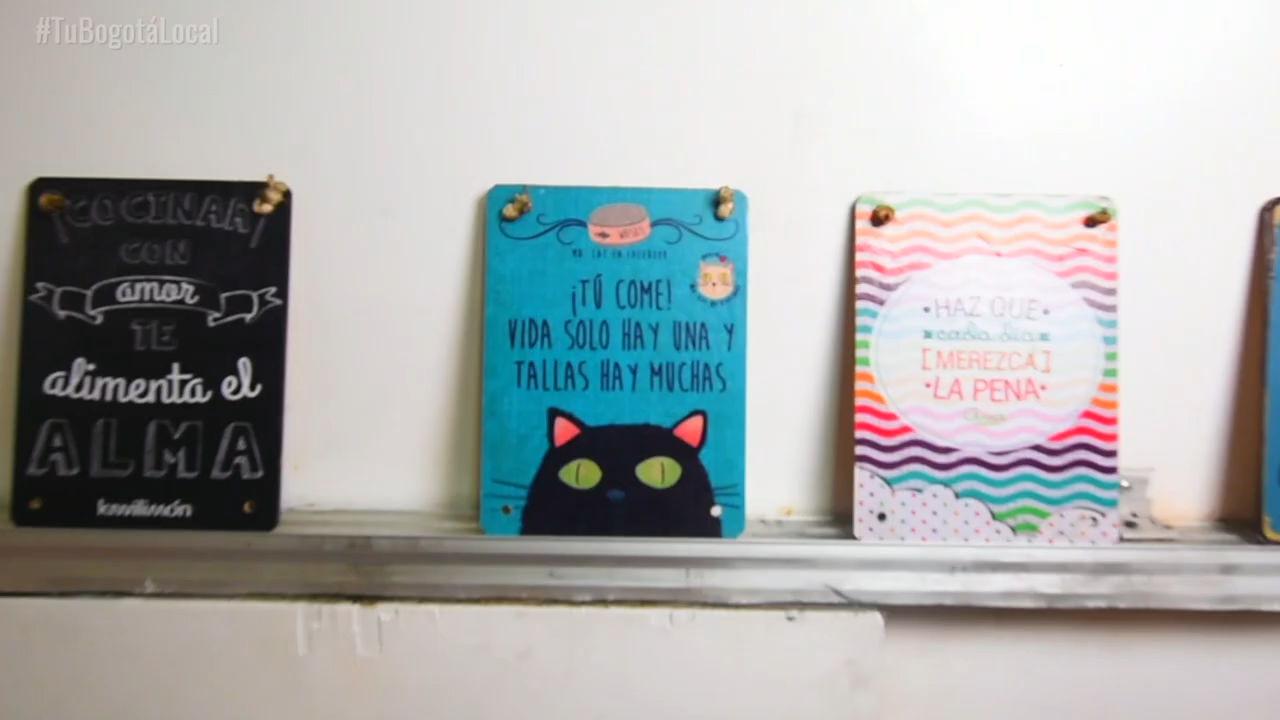 #TuBogotáLocal
COCINAR
CON
amor
TE
alimenta el
ALMA
kiwilimón
¡TÚ COME!
VIDA SOLO HAY UNA Y
TALLAS HAY MUCHAS
HAZ QUE
cada día
[MEREZCA]
LA PENA